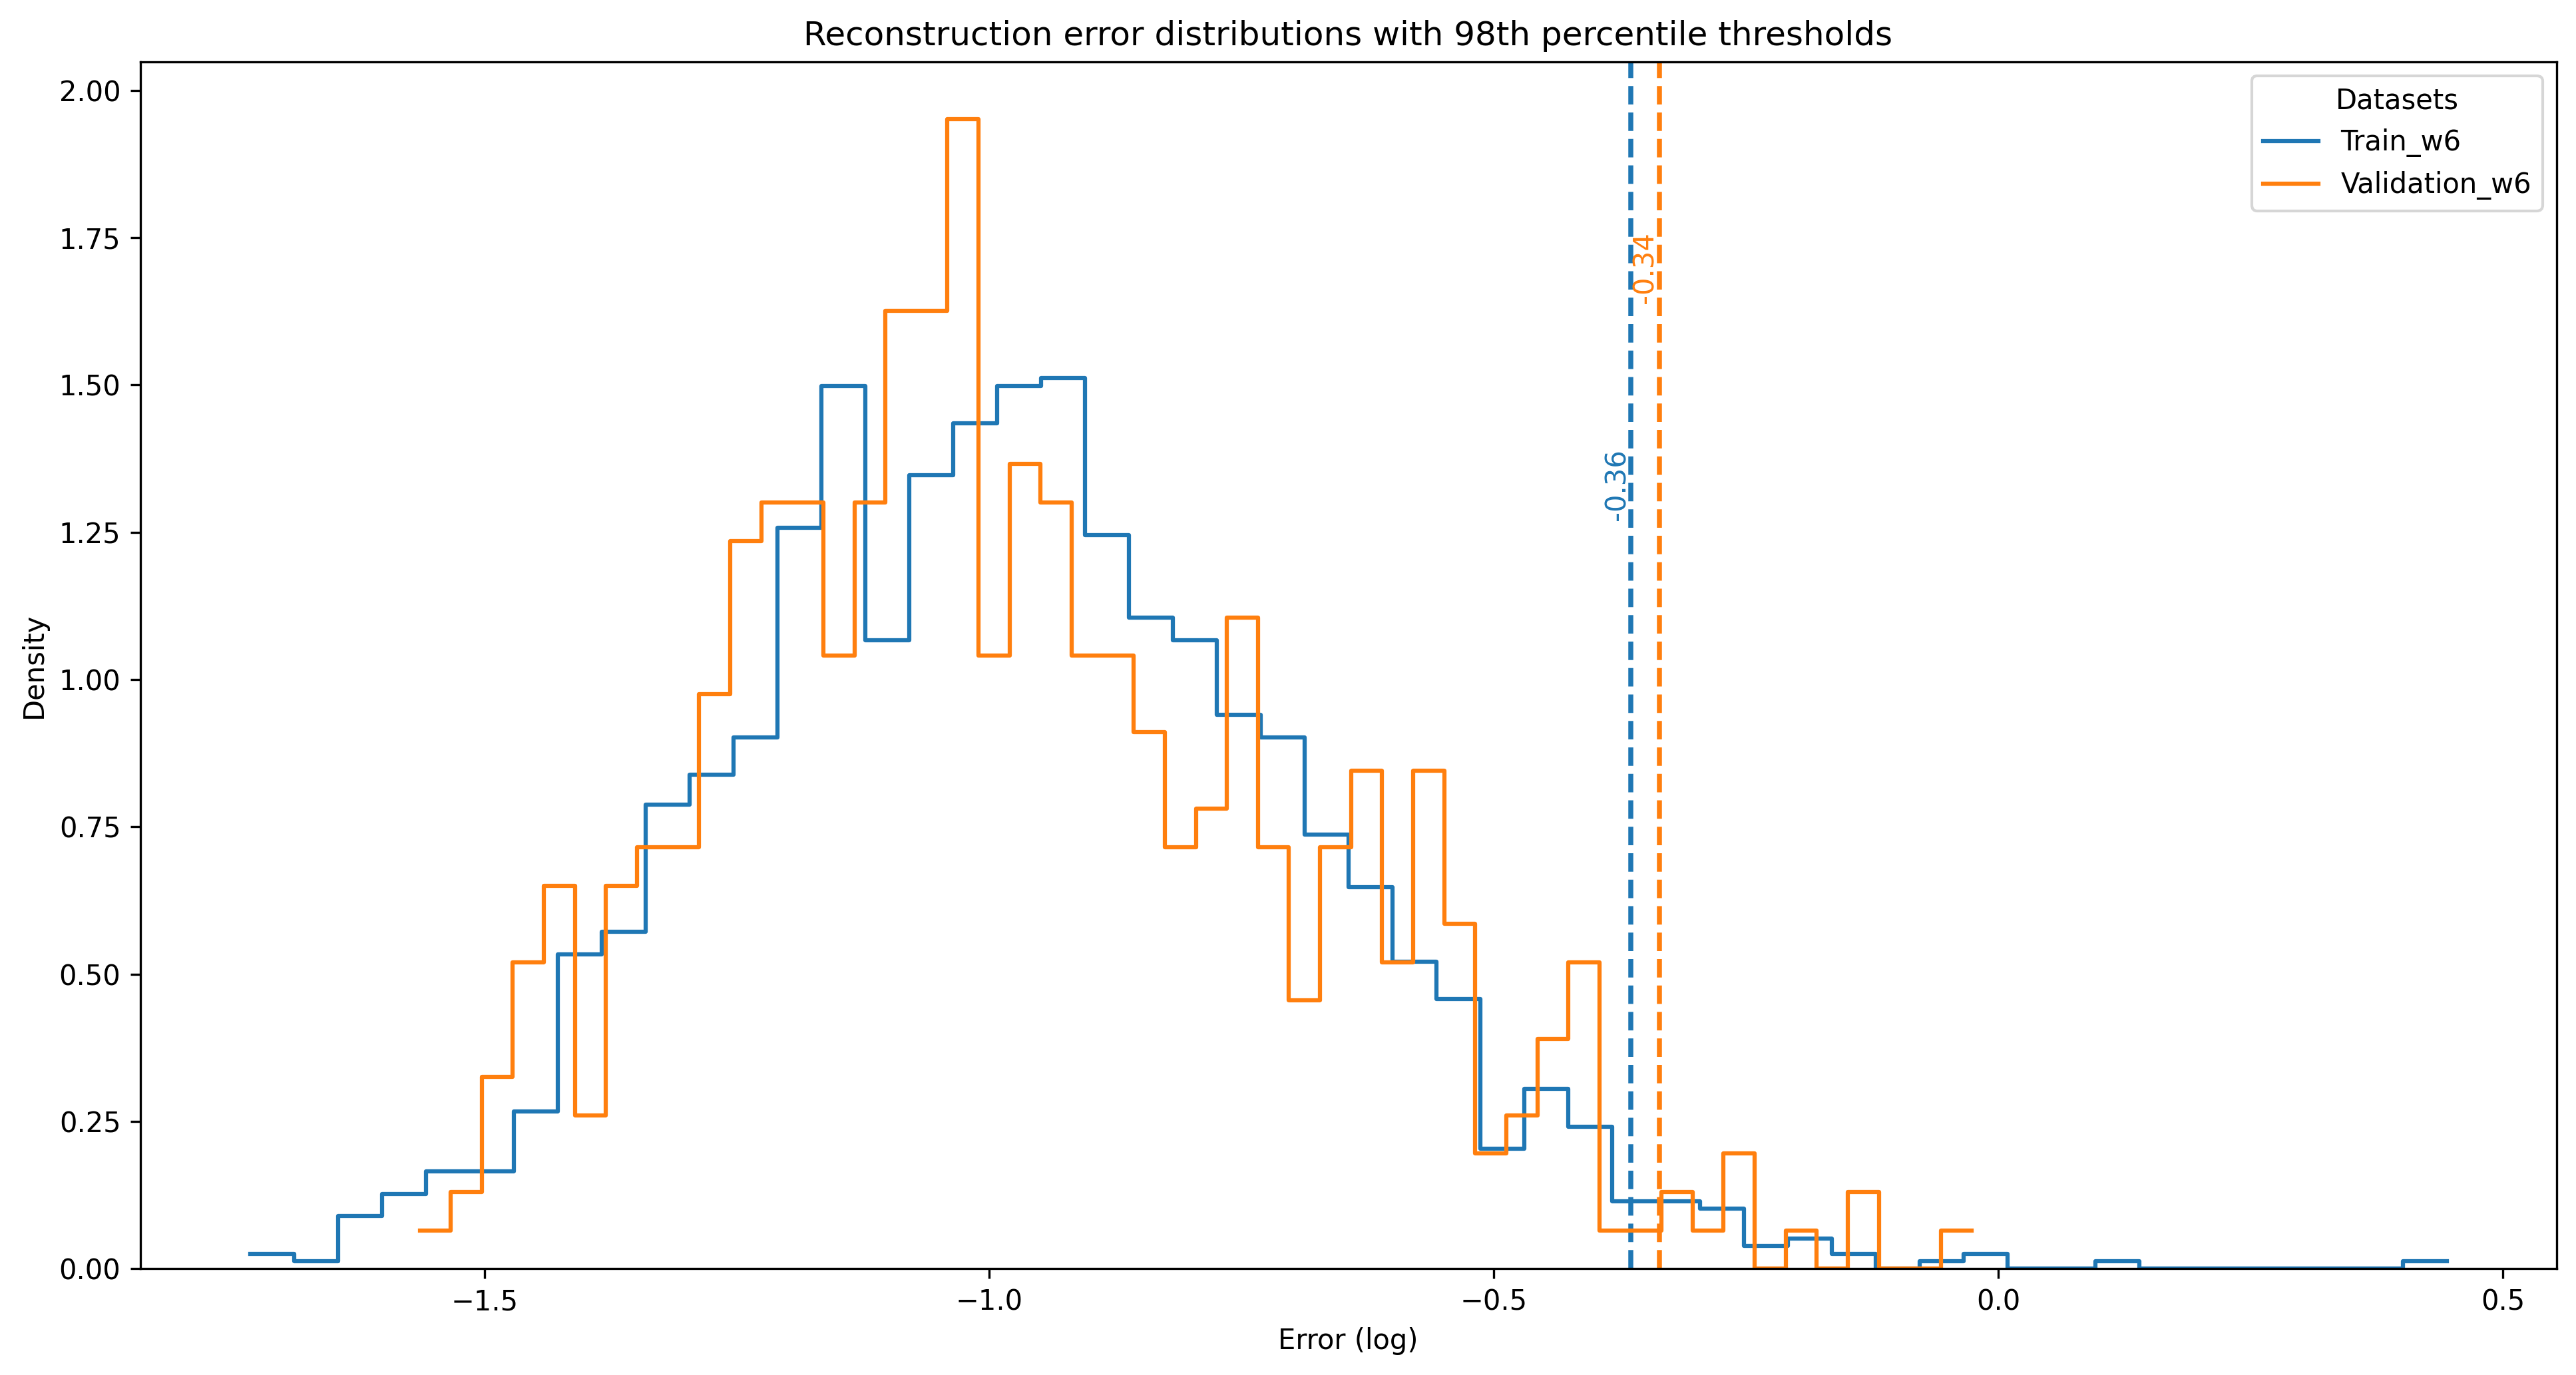 Reconstruction error distributions with 98th percentile thresholds
Datasets
Train_w6
Validation_w6
2.00
1.75
1.50
1.25
1.00
0.75
0.50
0.25
0.00
Density
-0.36
-0.34
−1.5
−1.0
−0.5
0.0
0.5
Error (log)